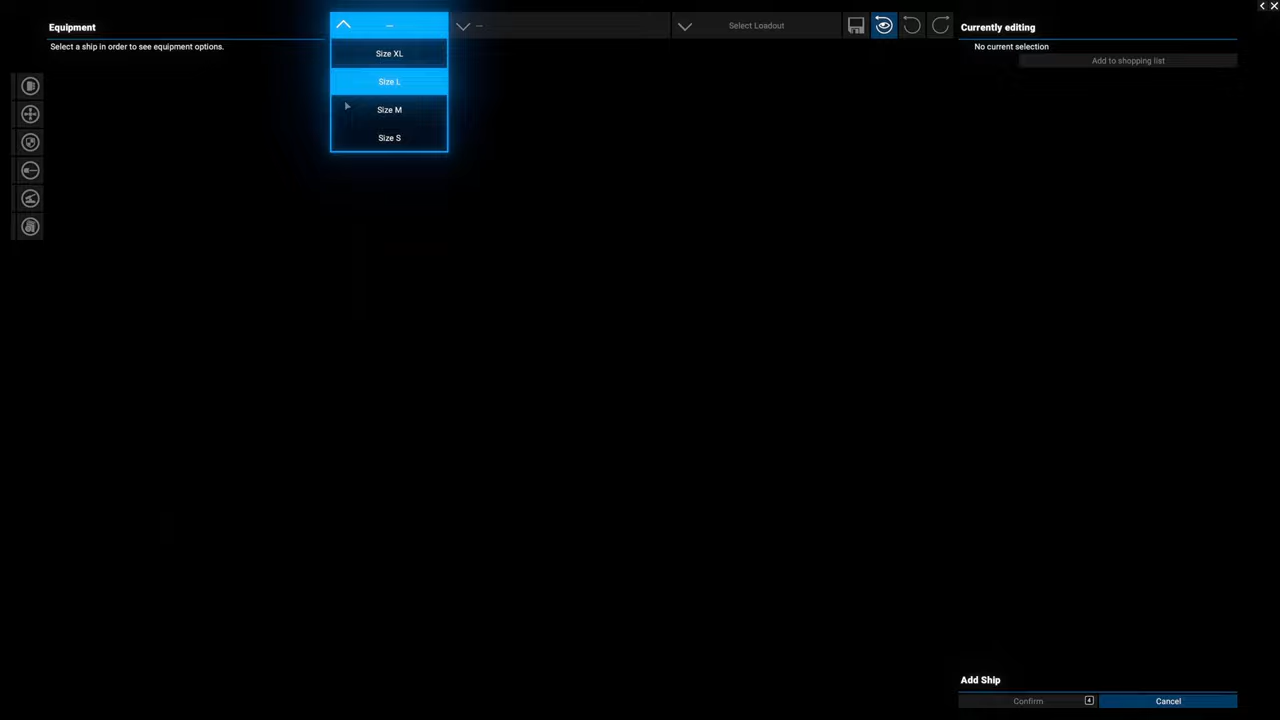 Equipment
Select a ship in order to see equipment options.
—
Size XL
Size L
Size M
Size S
—
Select Loadout
Currently editing
No current selection
Add to shopping list
Add Ship
Confirm
Cancel